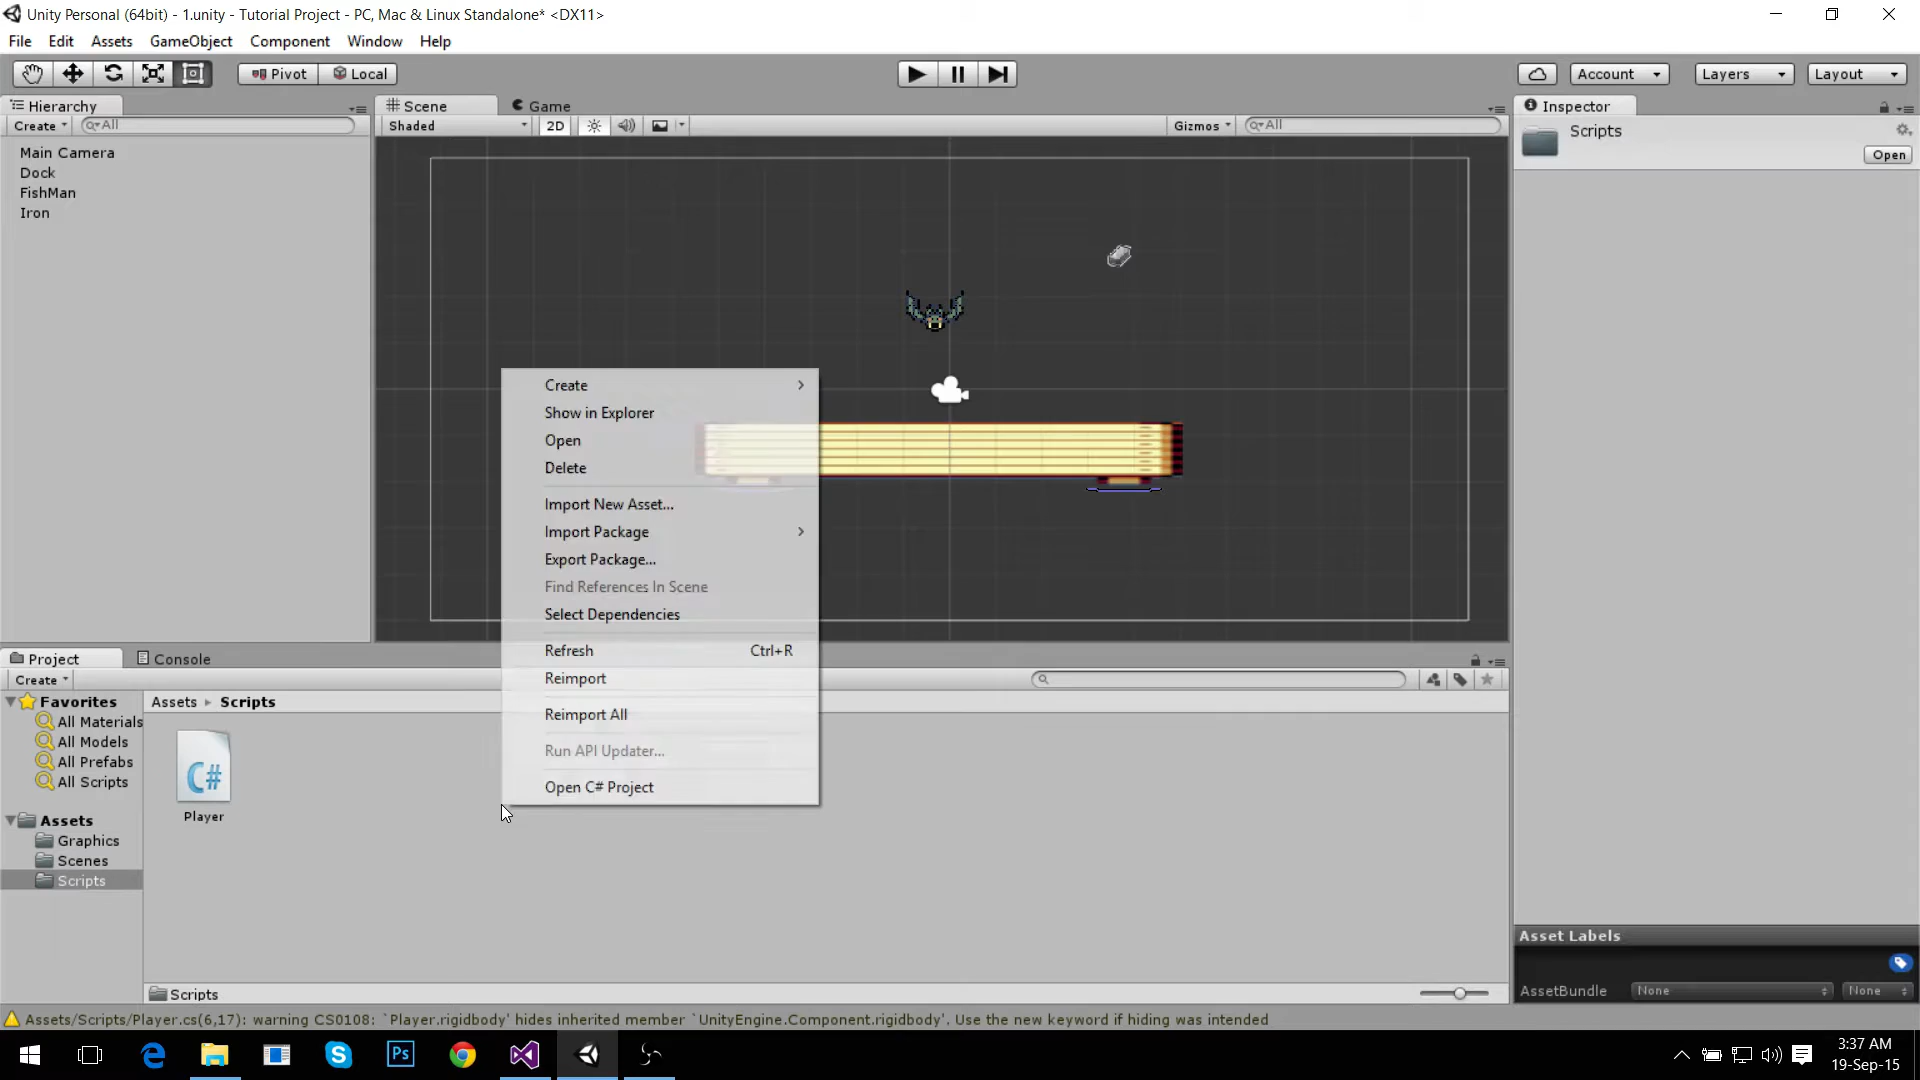 Unity Personal (64bit) - 1.unity - Tutorial Project - PC, Mac & Linux Standalone* <DX11>
File Edit Assets GameObject Component Window Help
Pivot Local Account Layers Layout
Hierarchy Scene Game Inspector
Create All Shaded 2D Gizmos All Scripts
Open
Main Camera
Dock
FishMan
Iron
Create
Show in Explorer
Open
Delete
Import New Asset...
Import Package
Export Package...
Find References In Scene
Select Dependencies
Refresh Ctrl+R
Reimport
Reimport All
Run API Updater...
Open C# Project
Project Console
Create
Favorites
All Materials
All Models
All Prefabs
All Scripts
Assets
Graphics
Scenes
Scripts
Assets Scripts
C#
Player
Scripts
Asset Labels
AssetBundle None None
Assets/Scripts/Player.cs(6,17): warning CS0108: `Player.rigidbody' hides inherited member `UnityEngine.Component.rigidbody'. Use the new keyword if hiding was intended
Ps
3:37 AM
19-Sep-15